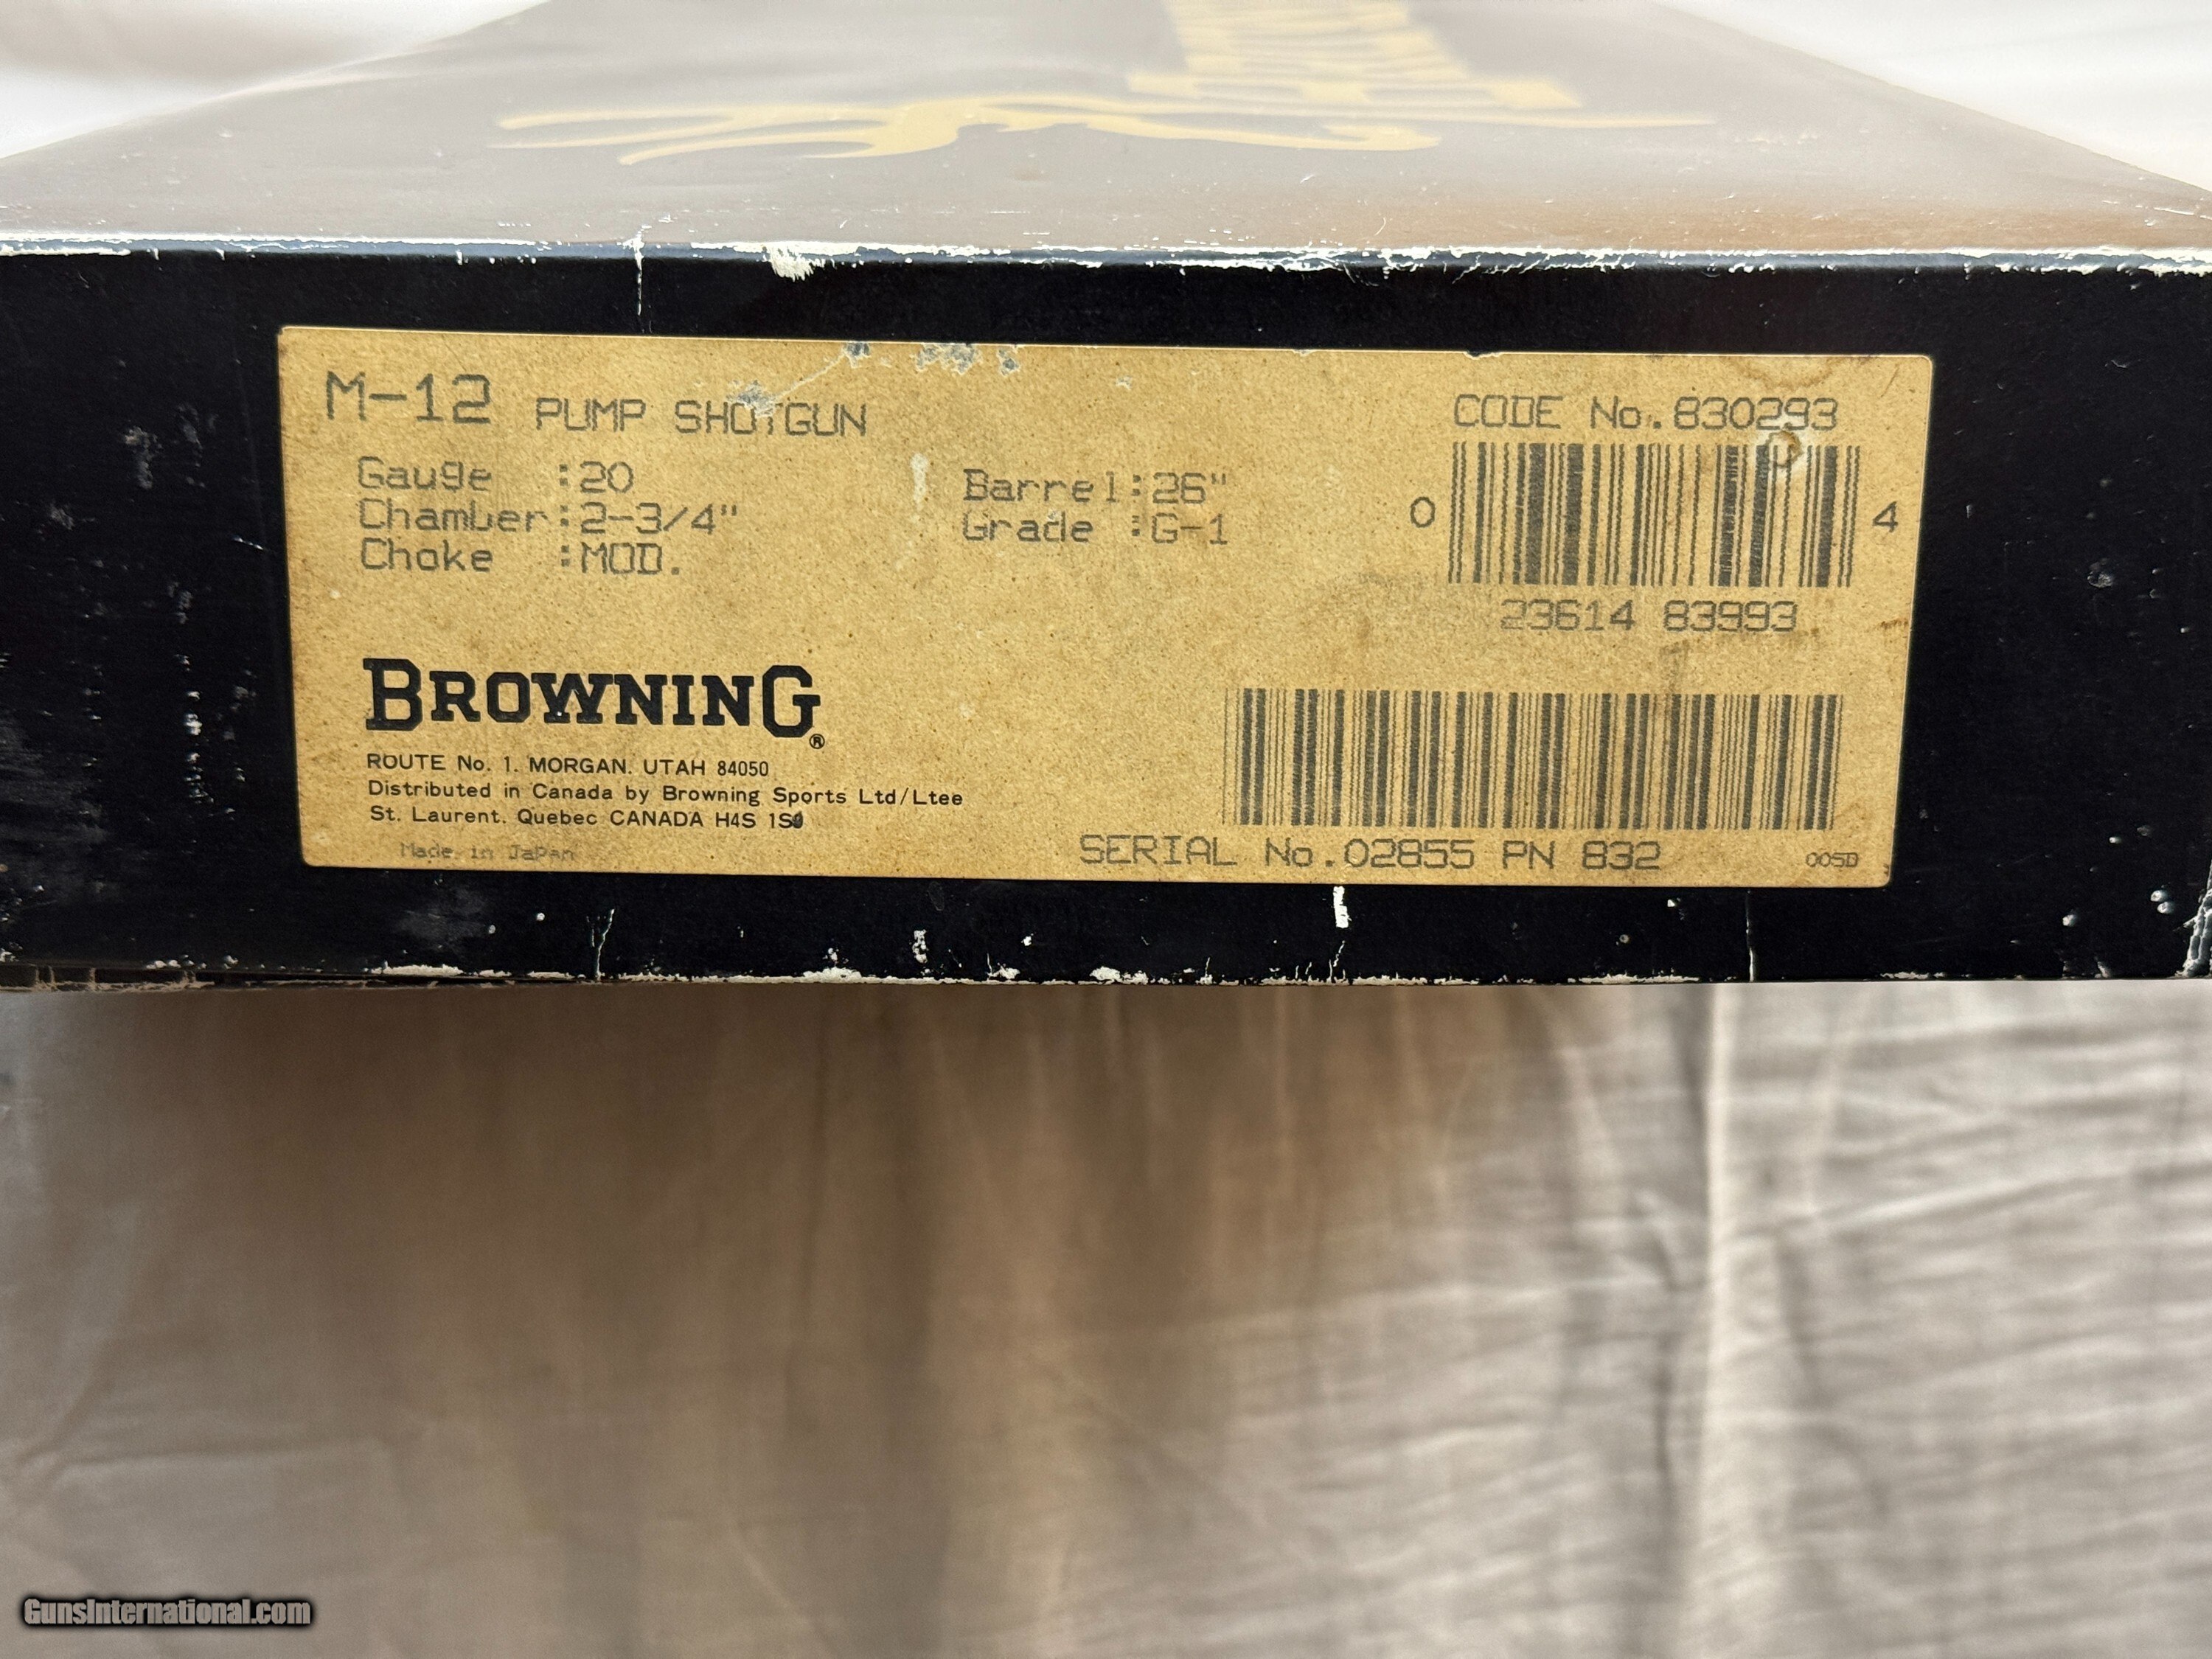 M-12 PUMP SHOTGUN
Gauge :20
Chamber:2-3/4"
Choke :MOD.
Barrel:26"
Grade :G-1
CODE No.830293
0 4
23614 83993
BROWNING®
ROUTE No. 1, MORGAN, UTAH 84050
Distributed in Canada by Browning Sports Ltd/Ltee
St. Laurent, Quebec CANADA H4S
Made in Japan
SERIAL No.02855 PN 832
005D
GunsInternational.com